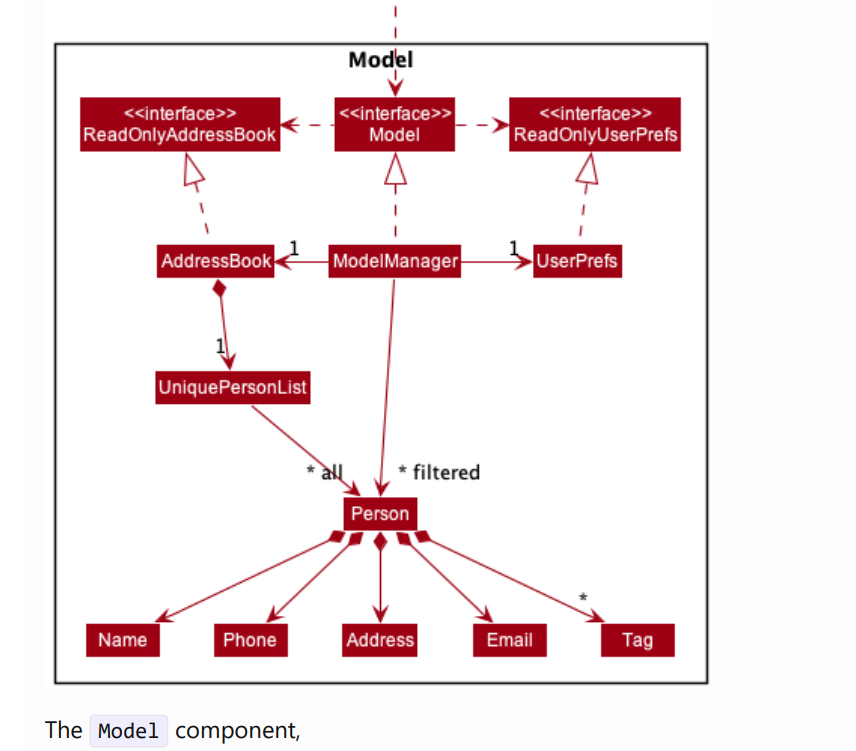 Model
<<interface>>
ReadOnlyAddressBook
<<interface>>
Model
<<interface>>
ReadOnlyUserPrefs
AddressBook
1
ModelManager
1
UserPrefs
1
UniquePersonList
* all
* filtered
Person
*
Name
Phone
Address
Email
Tag
The Model component,